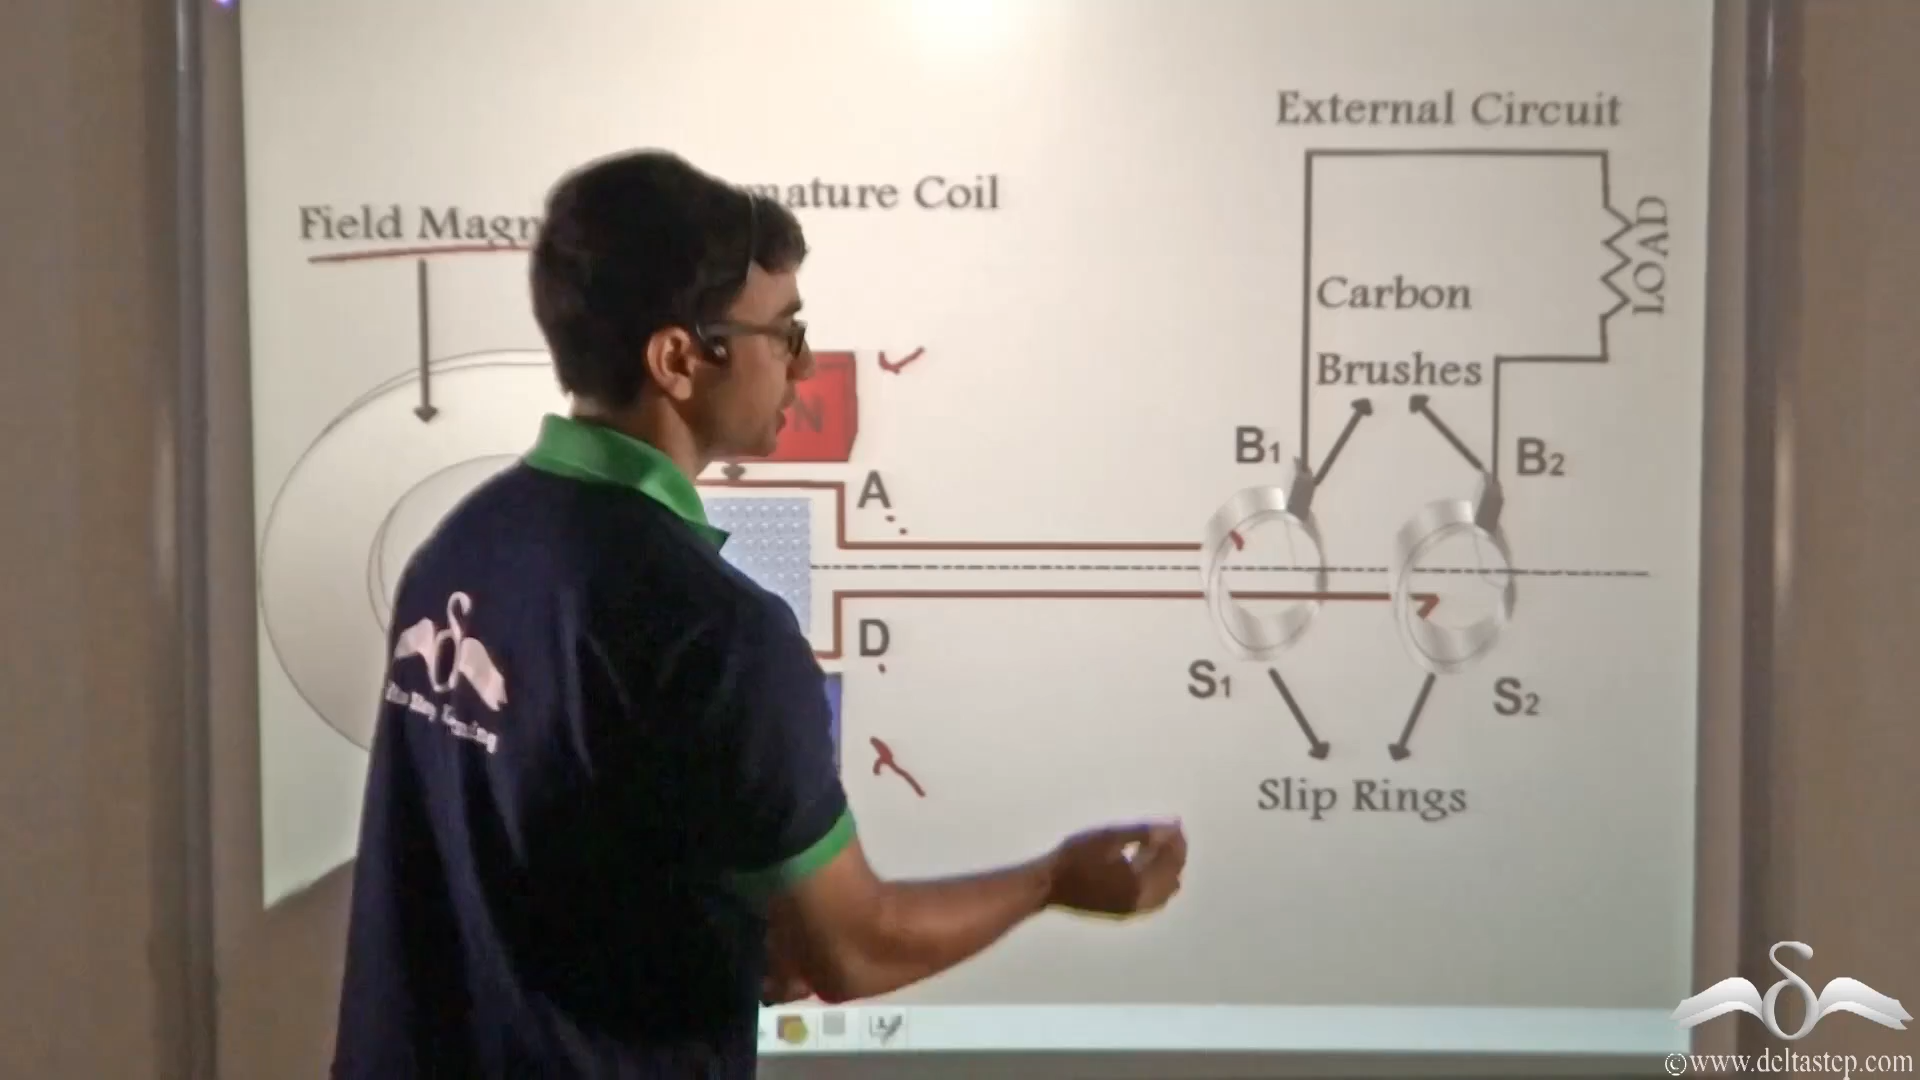 External Circuit
Field Magn
mature Coil
LOAD
Carbon
Brushes
N
B1
B2
A
D
S1
S2
Slip Rings
©www.deltastep.com